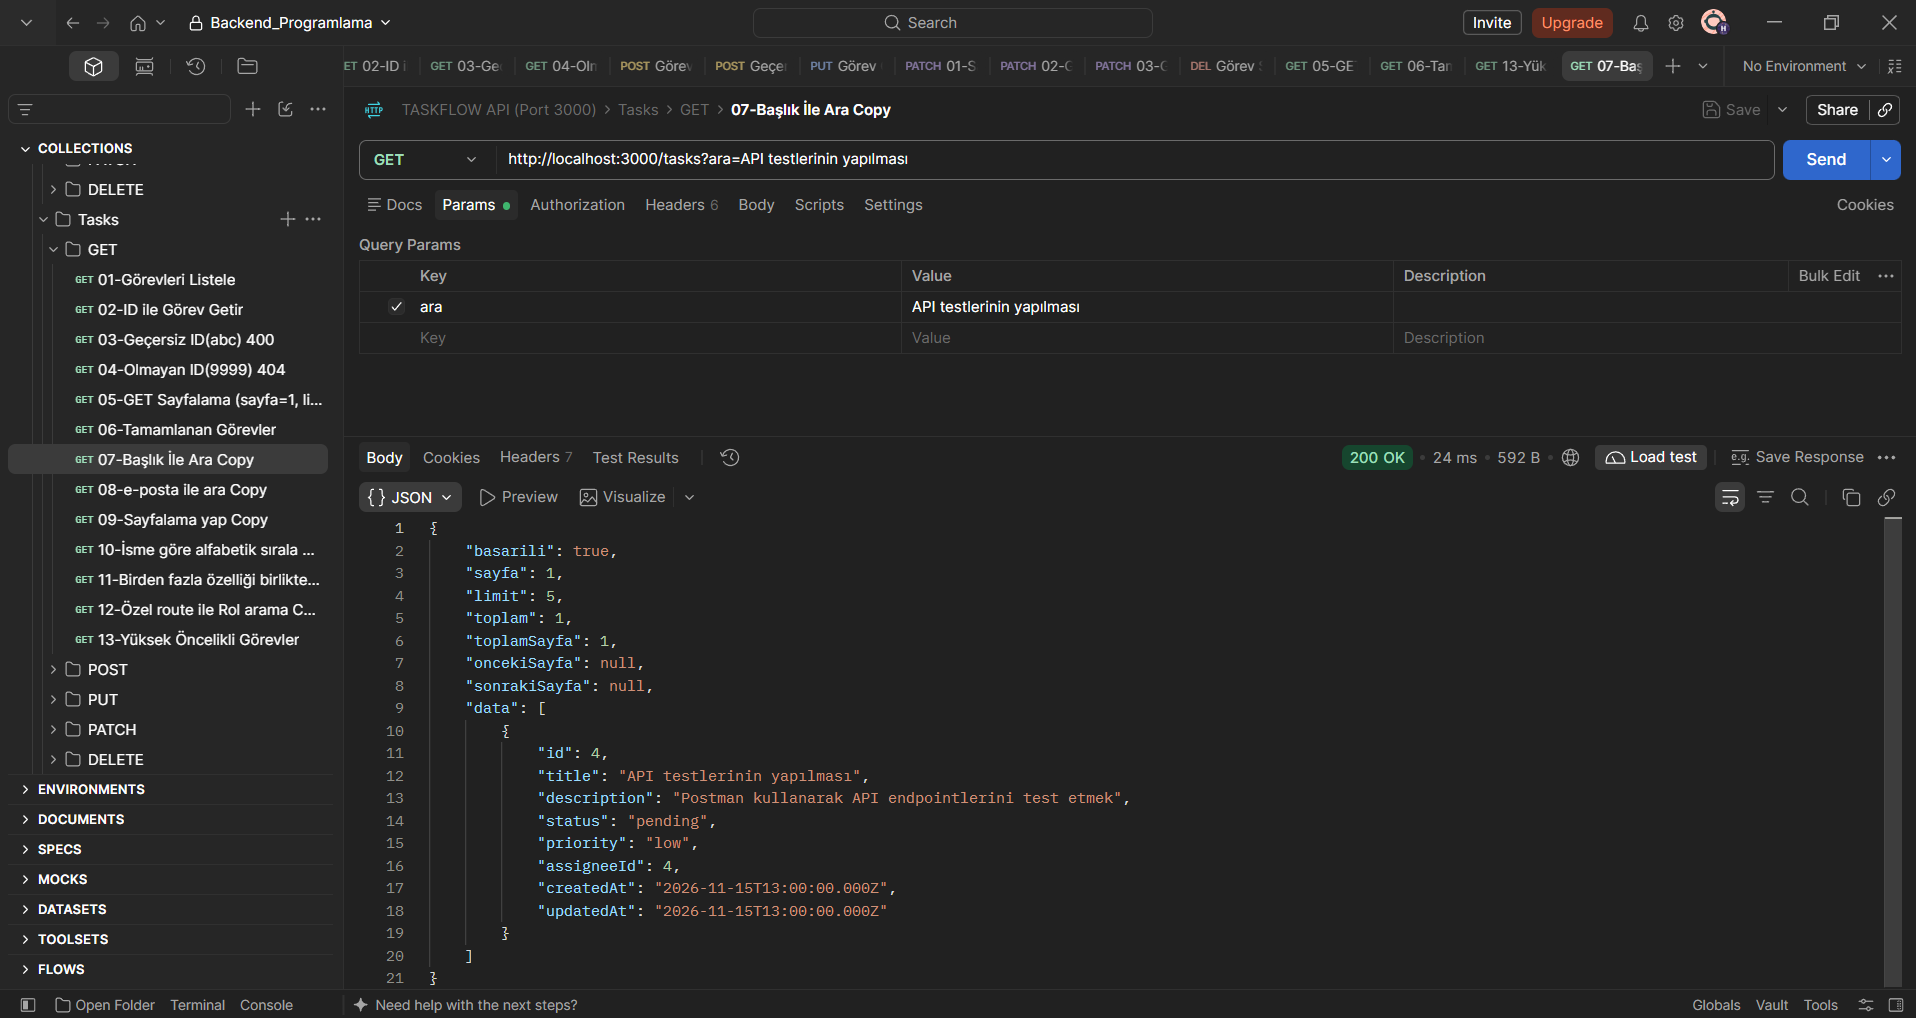 Backend_Programlama
Search
Invite
Upgrade
H
ET 02-ID i
GET 03-Ge
GET 04-Oln
POST Görev
POST Geçer
PUT Görev
PATCH 01-S
PATCH 02-
PATCH 03-
DEL Görev
GET 05-GE
GET 06-Tan
GET 13-Yük
GET 07-Baş
No Environment
COLLECTIONS
PATCH
DELETE
Tasks
GET
GET 01-Görevleri Listele
GET 02-ID ile Görev Getir
GET 03-Geçersiz ID(abc) 400
GET 04-Olmayan ID(9999) 404
GET 05-GET Sayfalama (sayfa=1, li...
GET 06-Tamamlanan Görevler
GET 07-Başlık İle Ara Copy
GET 08-e-posta ile ara Copy
GET 09-Sayfalama yap Copy
GET 10-İsme göre alfabetik sırala ...
GET 11-Birden fazla özelliği birlikte...
GET 12-Özel route ile Rol arama C...
GET 13-Yüksek Öncelikli Görevler
POST
PUT
PATCH
DELETE
ENVIRONMENTS
DOCUMENTS
SPECS
MOCKS
DATASETS
TOOLSETS
FLOWS
HTTP TASKFLOW API (Port 3000) > Tasks > GET > 07-Başlık İle Ara Copy
Save
Share
GET http://localhost:3000/tasks?ara=API testlerinin yapılması
Send
Docs Params Authorization Headers 6 Body Scripts Settings
Cookies
Query Params
Key Value Description Bulk Edit
ara API testlerinin yapılması
Key Value Description
Body Cookies Headers 7 Test Results
200 OK • 24 ms • 592 B
Load test
e.g. Save Response
{} JSON Preview Visualize
1 {
2 "basarili": true,
3 "sayfa": 1,
4 "limit": 5,
5 "toplam": 1,
6 "toplamSayfa": 1,
7 "oncekiSayfa": null,
8 "sonrakiSayfa": null,
9 "data": [
10 {
11 "id": 4,
12 "title": "API testlerinin yapılması",
13 "description": "Postman kullanarak API endpointlerini test etmek",
14 "status": "pending",
15 "priority": "low",
16 "assigneeId": 4,
17 "createdAt": "2026-11-15T13:00:00.000Z",
18 "updatedAt": "2026-11-15T13:00:00.000Z"
19 }
20 ]
21 }
Open Folder Terminal Console
Need help with the next steps?
Globals Vault Tools